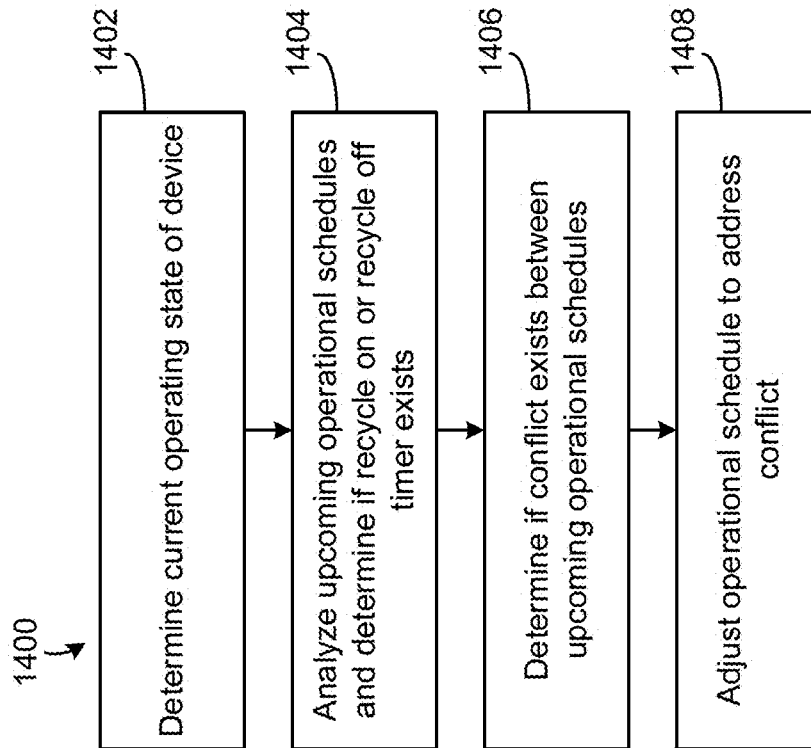 1400
1402
Determine current operating state of device
1404
Analyze upcoming operational schedules
and determine if recycle on or recycle off
timer exists
1406
Determine if conflict exists between
upcoming operational schedules
1408
Adjust operational schedule to address
conflict